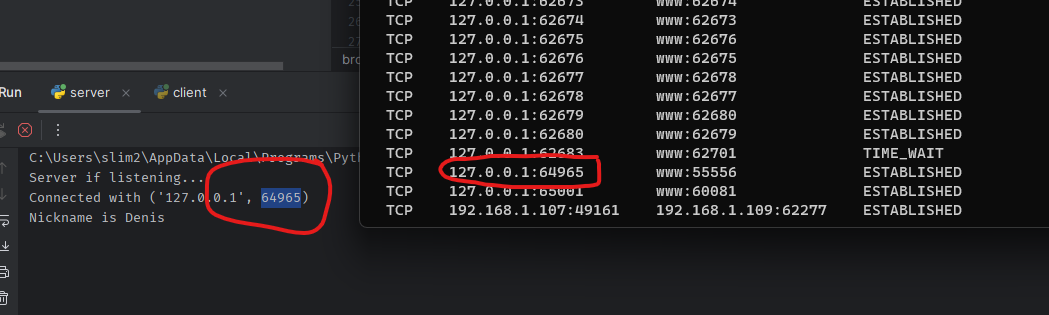 25
26
27
bro
Run
server ×
client ×
C:\Users\slim2\AppData\Local\Programs\Pyt
Server if listening...
Connected with ('127.0.0.1', 64965)
Nickname is Denis
TCP 127.0.0.1:62673 www:62674 ESTABLISHED
TCP 127.0.0.1:62674 www:62673 ESTABLISHED
TCP 127.0.0.1:62675 www:62676 ESTABLISHED
TCP 127.0.0.1:62676 www:62675 ESTABLISHED
TCP 127.0.0.1:62677 www:62678 ESTABLISHED
TCP 127.0.0.1:62678 www:62677 ESTABLISHED
TCP 127.0.0.1:62679 www:62680 ESTABLISHED
TCP 127.0.0.1:62680 www:62679 ESTABLISHED
TCP 127.0.0.1:62683 www:62701 TIME_WAIT
TCP 127.0.0.1:64965 www:55556 ESTABLISHED
TCP 127.0.0.1:65001 www:60081 ESTABLISHED
TCP 192.168.1.107:49161 192.168.1.109:62277 ESTABLISHED